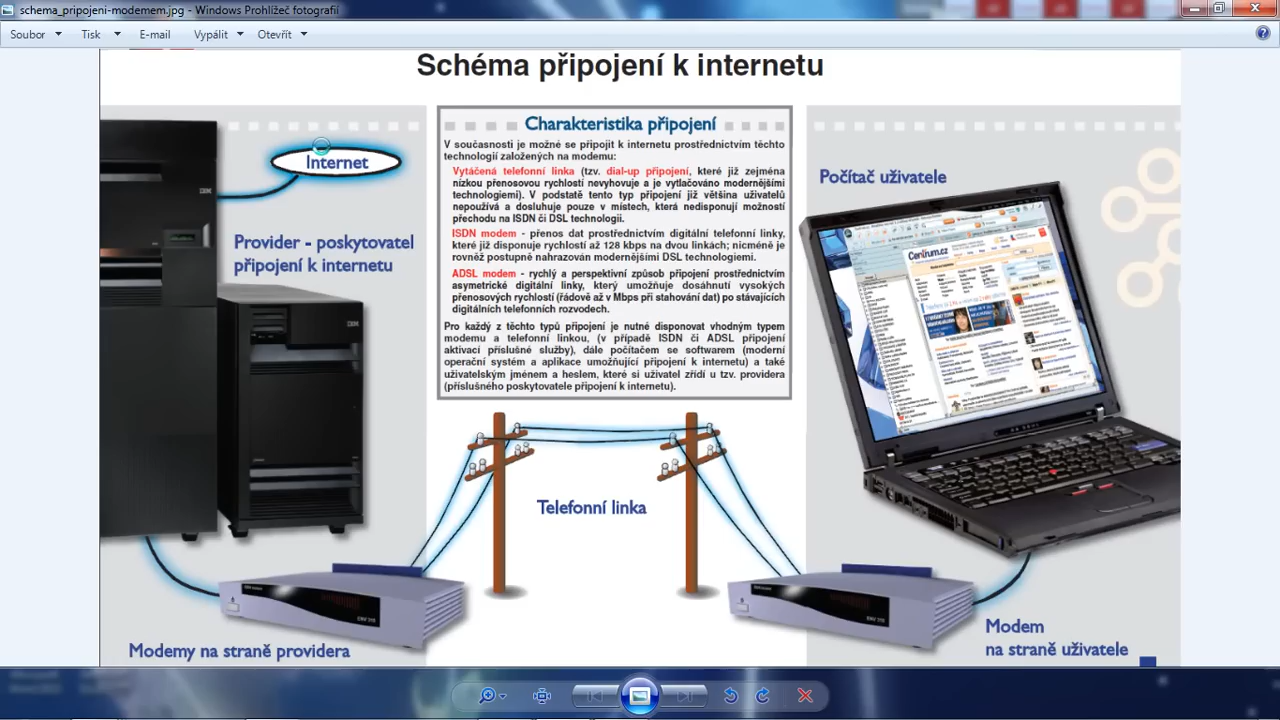 schema_pripojeni-modemem.jpg - Windows Prohlížeč fotografií
Soubor Tisk E-mail Vypálit Otevřít
Schéma připojení k internetu
Internet
IBM
Provider - poskytovatel
připojení k internetu
IBM
Charakteristika připojení
V současnosti je možné se připojit k internetu prostřednictvím těchto
technologií založených na modemu:
Vytáčená telefonní linka (tzv. dial-up připojení, které již zejména
nízkou přenosovou rychlostí nevyhovuje a je vytlačováno modernějšími
technologiemi). V podstatě tento typ připojení již většina uživatelů
nepoužívá a dosluhuje pouze v místech, která nedisponují možností
přechodu na ISDN či DSL technologii.
ISDN modem - přenos dat prostřednictvím digitální telefonní linky,
které již disponuje rychlostí až 128 kbps na dvou linkách; nicméně je
rovněž postupně nahrazován modernějšími DSL technologiemi.
ADSL modem - rychlý a perspektivní způsob připojení prostřednictvím
asymetrické digitální linky, který umožňuje dosáhnutí vysokých
přenosových rychlostí (řádově až v Mbps při stahování dat) po stávajících
digitálních telefonních rozvodech.
Pro každý z těchto typů připojení je nutné disponovat vhodným typem
modemu a telefonní linkou, (v případě ISDN či ADSL připojení
aktivací příslušné služby), dále počítačem se softwarem (moderní
operační systém a aplikace umožňující připojení k internetu) a také
uživatelským jménem a heslem, které si uživatel zřídí u tzv. providera
(příslušného poskytovatele připojení k internetu).
Počítač uživatele
Centrum.cz
Telefonní linka
Modemy na straně providera
Modem
na straně uživatele